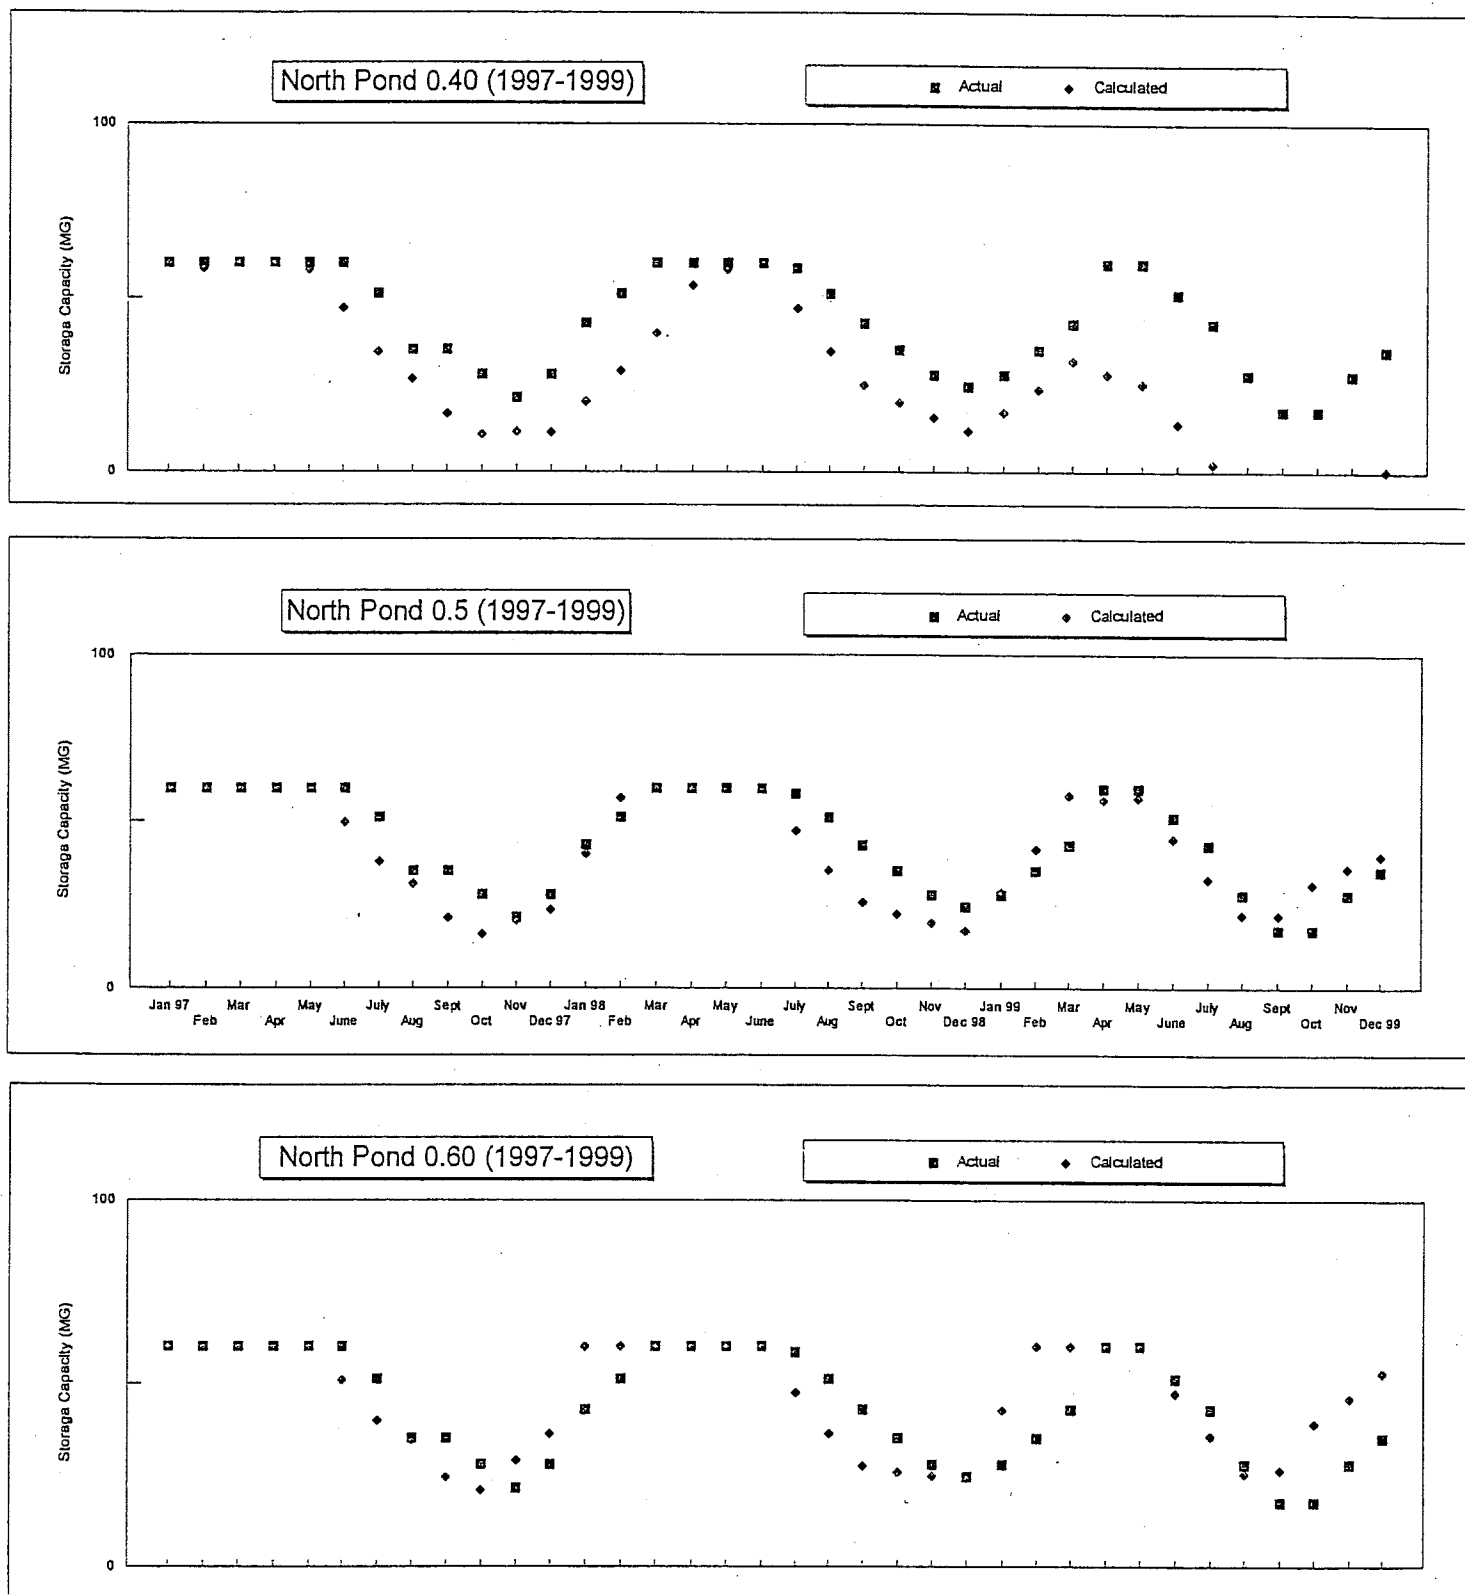 North Pond 0.40 (1997-1999)
Actual Calculated
100
Storaga Capacity (MG)
0
North Pond 0.5 (1997-1999)
Actual Calculated
100
Storaga Capacity (MG)
0
Jan 97 Mar May July Sept Nov Jan 98 Mar May July Sept Nov Jan 99 Mar May July Sept Nov
Feb Apr June Aug Oct Dec 97 Feb Apr June Aug Oct Dec 98 Feb Apr June Aug Oct Dec 99
North Pond 0.60 (1997-1999)
Actual Calculated
100
Storaga Capacity (MG)
0